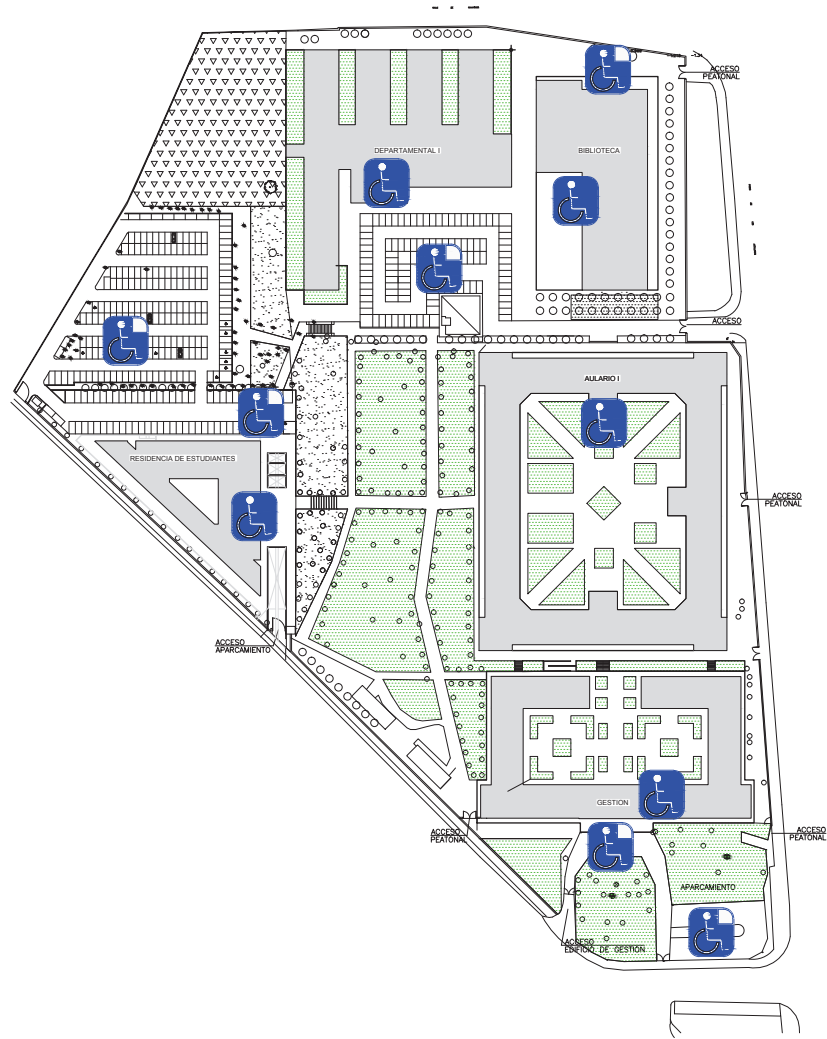 ACCESO
PEATONAL
DEPARTAMENTAL I
BIBLIOTECA
ACCESO
AULARIO I
RESIDENCIA DE ESTUDIANTES
ACCESO
PEATONAL
ACCESO
APARCAMIENTO
GESTION
ACCESO
PEATONAL
ACCESO
PEATONAL
APARCAMIENTO
ACCESO
EDIFICIO DE GESTIÓN